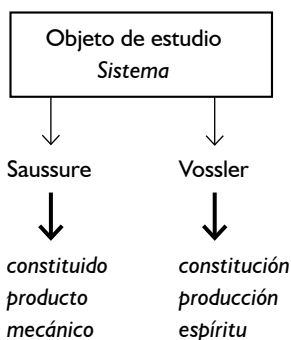 Objeto de estudio
Sistema
Saussure
Vossler
constituido
constitución
producto
producción
mecánico
espíritu